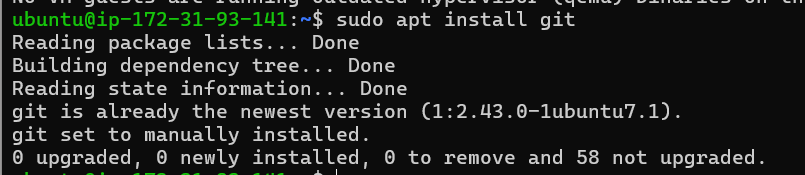 ubuntu@ip-172-31-93-141:~$ sudo apt install git
Reading package lists... Done
Building dependency tree... Done
Reading state information... Done
git is already the newest version (1:2.43.0-1ubuntu7.1).
git set to manually installed.
0 upgraded, 0 newly installed, 0 to remove and 58 not upgraded.